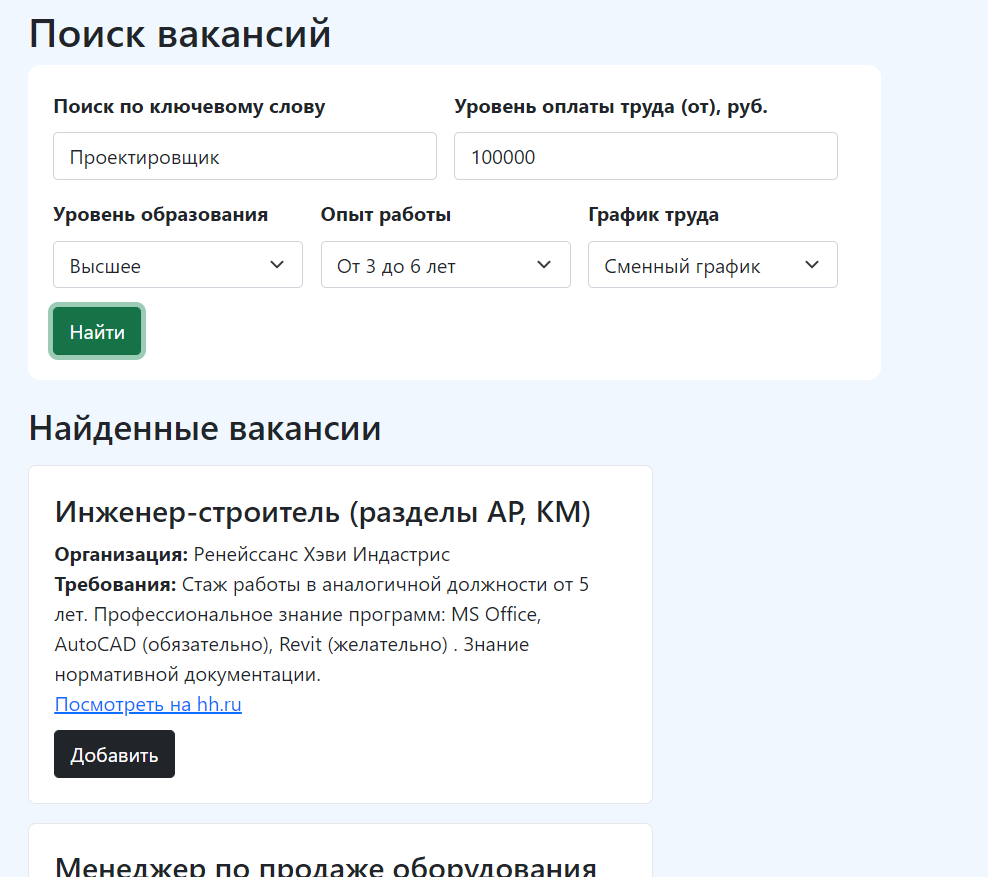 Поиск вакансий
Поиск по ключевому слову
Уровень оплаты труда (от), руб.
Проектировщик
100000
Уровень образования
Опыт работы
График труда
Высшее
От 3 до 6 лет
Сменный график
Найти
Найденные вакансии
Инженер-строитель (разделы АР, КМ)
Организация: Ренейссанс Хэви Индастрис
Требования: Стаж работы в аналогичной должности от 5
лет. Профессиональное знание программ: MS Office,
AutoCAD (обязательно), Revit (желательно) . Знание
нормативной документации.
Посмотреть на hh.ru
Добавить
Менеджер по продаже оборудования